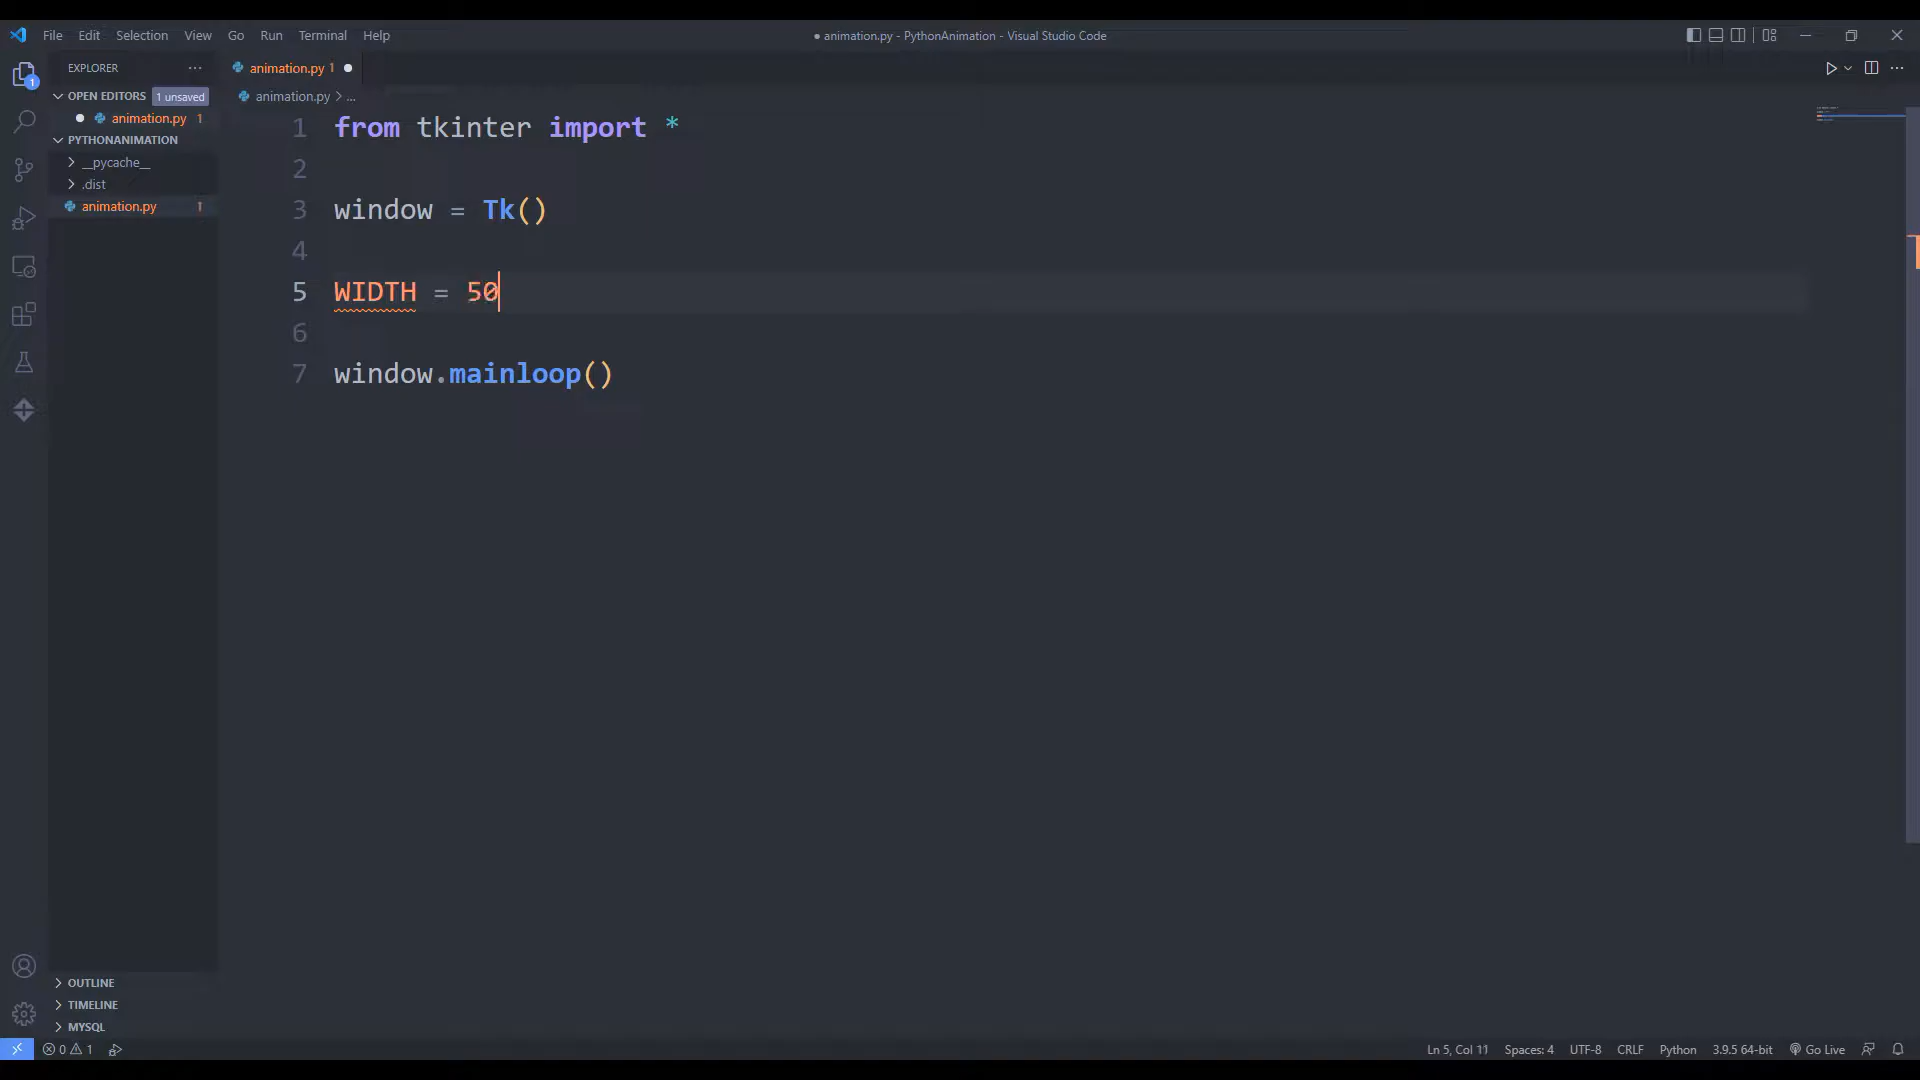 File Edit Selection View Go Run Terminal Help
● animation.py - PythonAnimation - Visual Studio Code
EXPLORER
OPEN EDITORS 1 unsaved
animation.py 1
PYTHONANIMATION
__pycache__
.dist
animation.py 1
OUTLINE
TIMELINE
MYSQL
animation.py 1
animation.py > ...
1 from tkinter import *
2
3 window = Tk()
4
5 WIDTH = 50
6
7 window.mainloop()
1
0 1
Ln 5, Col 11 Spaces: 4 UTF-8 CRLF Python 3.9.5 64-bit Go Live